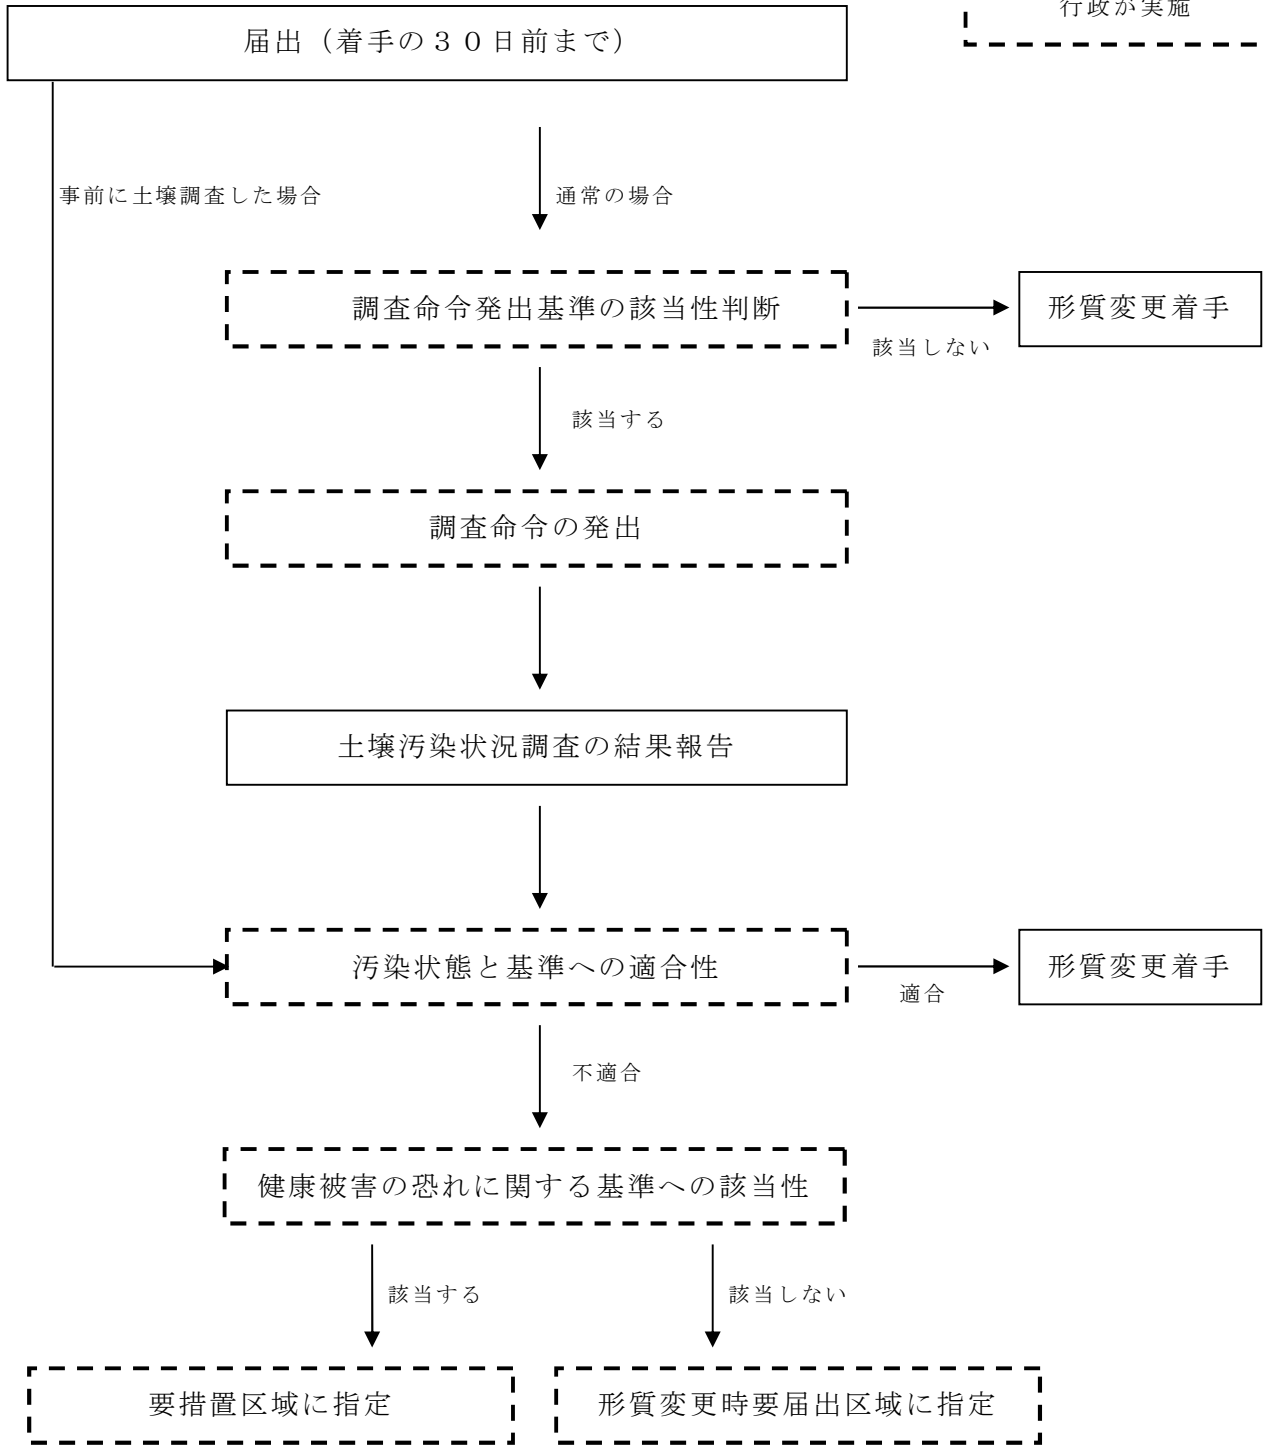 行政が実施
届出（着手の３０日前まで）
事前に土壌調査した場合
通常の場合
調査命令発出基準の該当性判断
形質変更着手
該当しない
該当する
調査命令の発出
土壌汚染状況調査の結果報告
汚染状態と基準への適合性
形質変更着手
適合
不適合
健康被害の恐れに関する基準への該当性
該当する
該当しない
要措置区域に指定
形質変更時要届出区域に指定